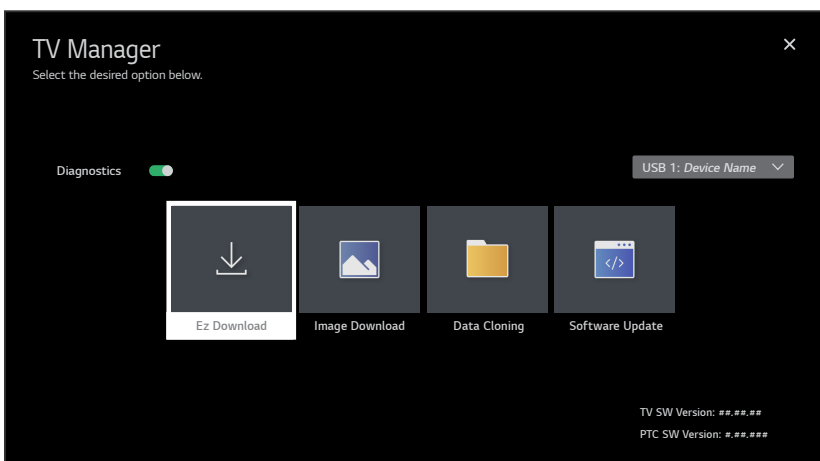 TV Manager
Select the desired option below.
Diagnostics
USB 1: Device Name
</>
Ez Download
Image Download
Data Cloning
Software Update
TV SW Version: ##.##.##
PTC SW Version: #.##.###